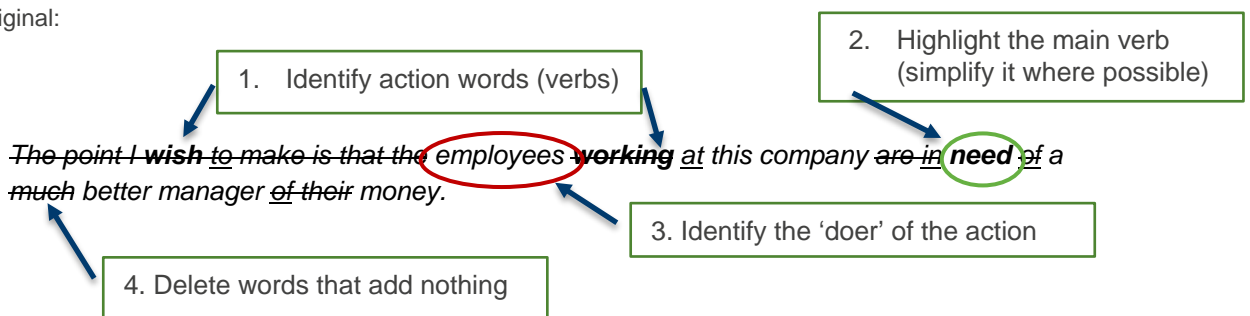 iginal:
2. Highlight the main verb
(simplify it where possible)
1. Identify action words (verbs)
The point I wish to make is that the employees working at this company are in need of a
much better manager of their money.
3. Identify the ‘doer’ of the action
4. Delete words that add nothing